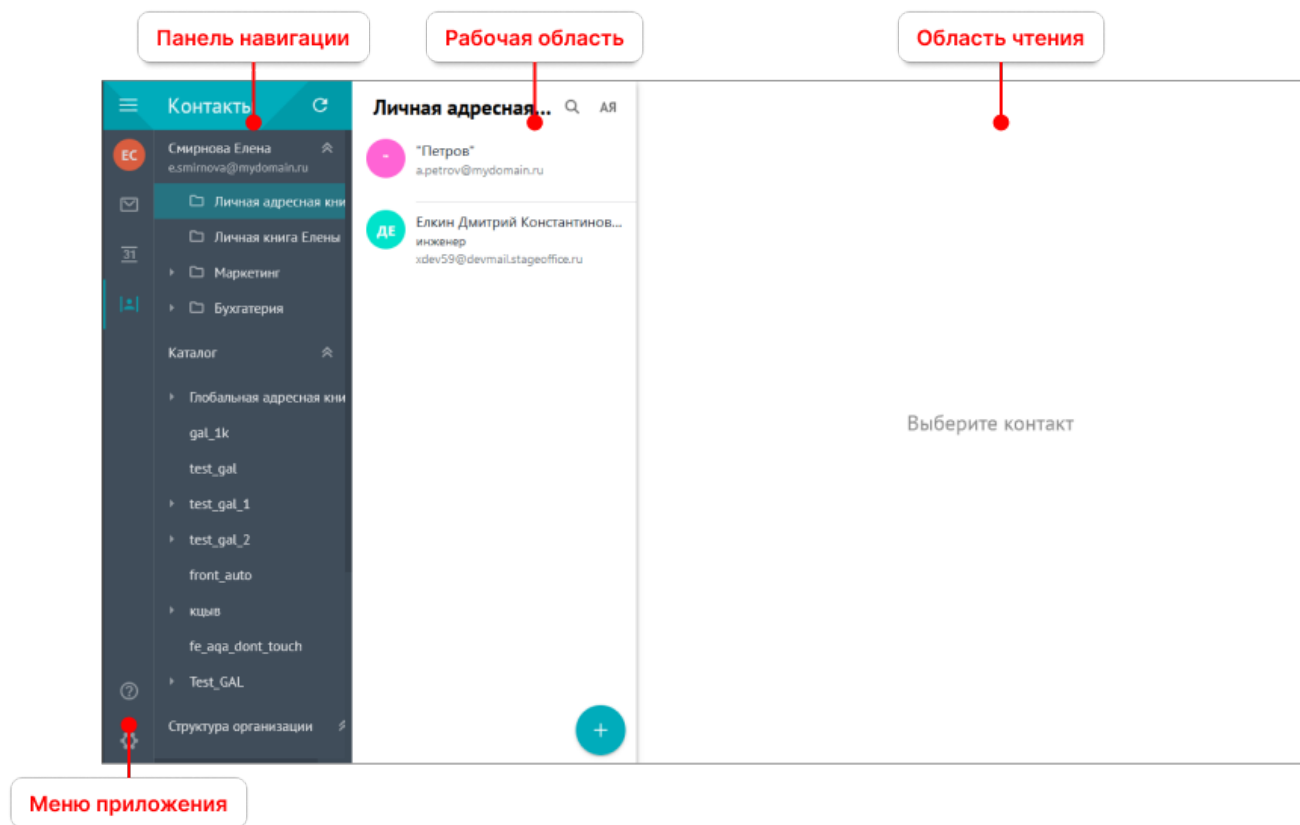 Панель навигации
Рабочая область
Область чтения
Контакты
Личная адресная...
АЯ
ЕС
Смирнова Елена
e.smirnova@mydomain.ru
31
Личная адресная кни
Личная книга Елены
Маркетинг
Бухгатерия
Каталог
Глобальная адресная кни
gal_1k
test_gal
test_gal_1
test_gal_2
front_auto
кцыв
fe_aqa_dont_touch
Test_GAL
Структура организации
-
"Петров"
a.petrov@mydomain.ru
ДЕ
Елкин Дмитрий Константинов...
инженер
xdev59@devmail.stageoffice.ru
+
Выберите контакт
Меню приложения